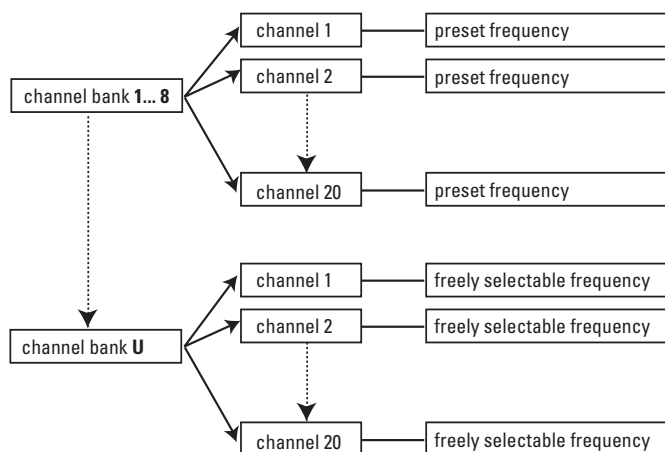 channel 1 preset frequency
channel 2 preset frequency
channel bank 1... 8
channel 20 preset frequency
channel 1 freely selectable frequency
channel 2 freely selectable frequency
channel bank U
channel 20 freely selectable frequency